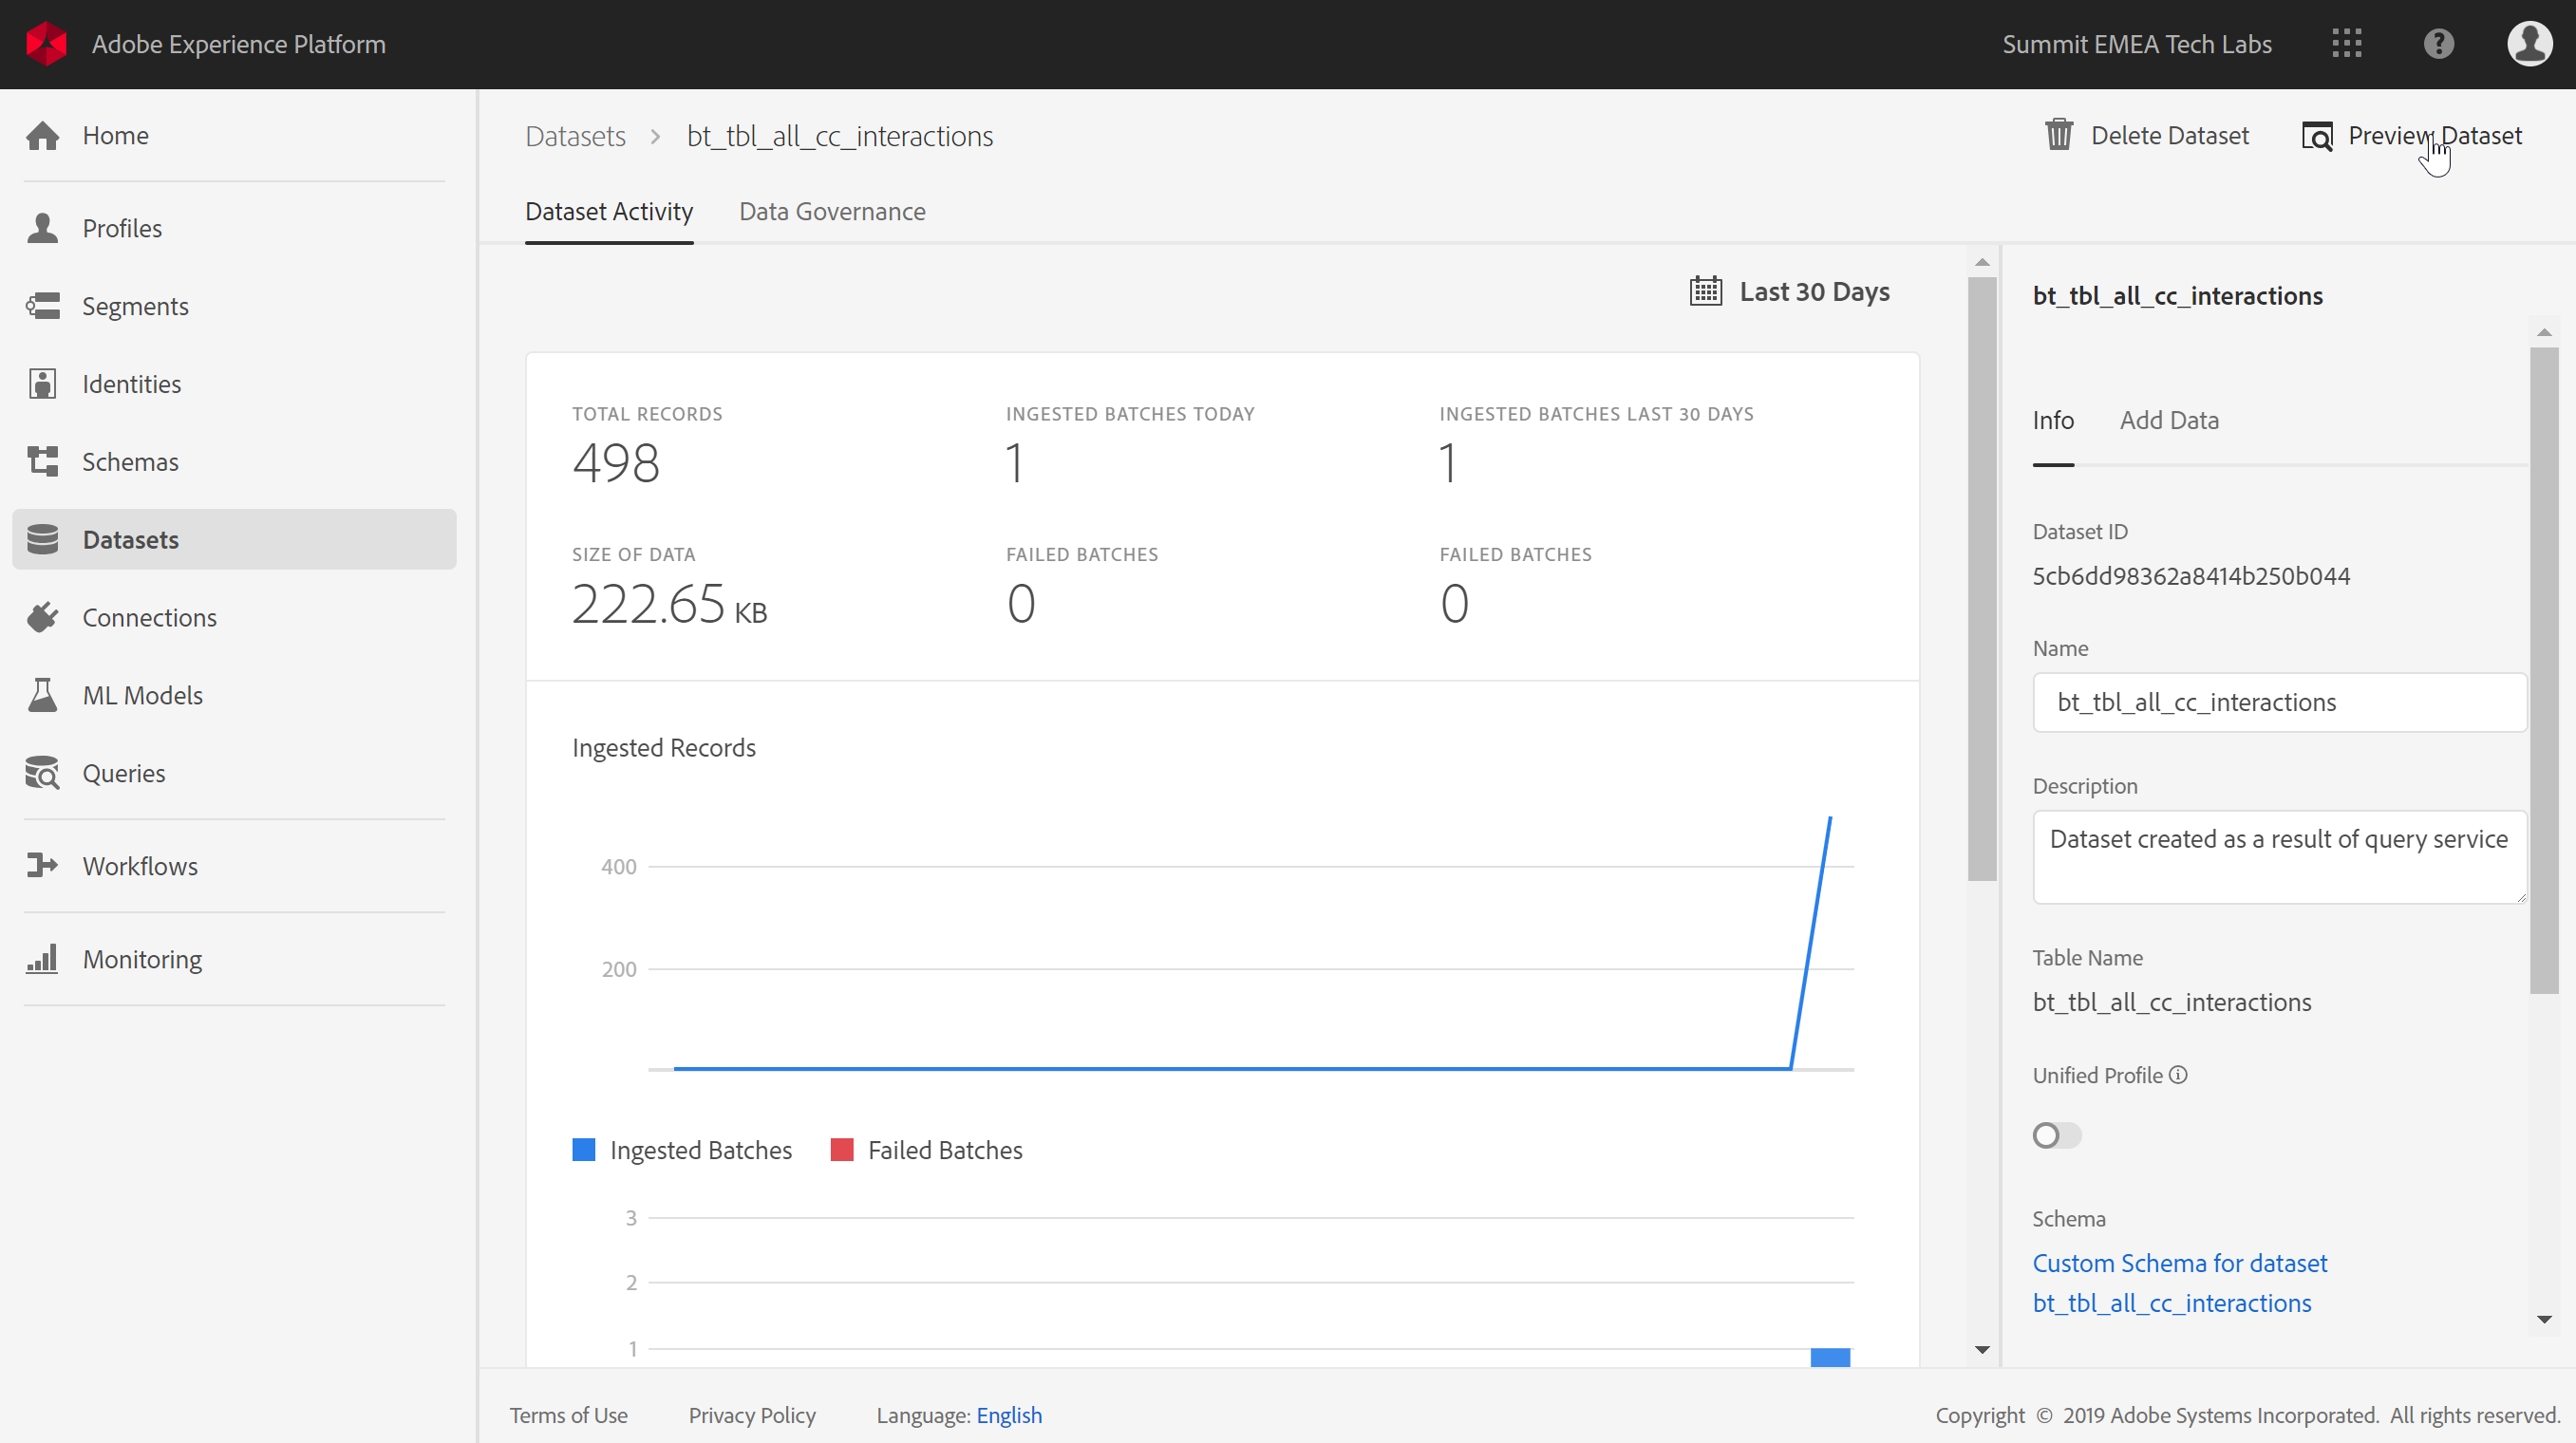 Adobe Experience Platform
Summit EMEA Tech Labs
?
Home
Profiles
Segments
Identities
Schemas
Datasets
Connections
ML Models
Queries
Workflows
Monitoring
Datasets > bt_tbl_all_cc_interactions
Delete Dataset
Preview Dataset
Dataset Activity
Data Governance
Last 30 Days
TOTAL RECORDS
498
INGESTED BATCHES TODAY
1
INGESTED BATCHES LAST 30 DAYS
1
SIZE OF DATA
222.65 KB
FAILED BATCHES
0
FAILED BATCHES
0
Ingested Records
400
200
Ingested Batches
Failed Batches
3
2
1
bt_tbl_all_cc_interactions
Info
Add Data
Dataset ID
5cb6dd98362a8414b250b044
Name
bt_tbl_all_cc_interactions
Description
Dataset created as a result of query service
Table Name
bt_tbl_all_cc_interactions
Unified Profile
Schema
Custom Schema for dataset
bt_tbl_all_cc_interactions
Terms of Use
Privacy Policy
Language: English
Copyright © 2019 Adobe Systems Incorporated. All rights reserved.